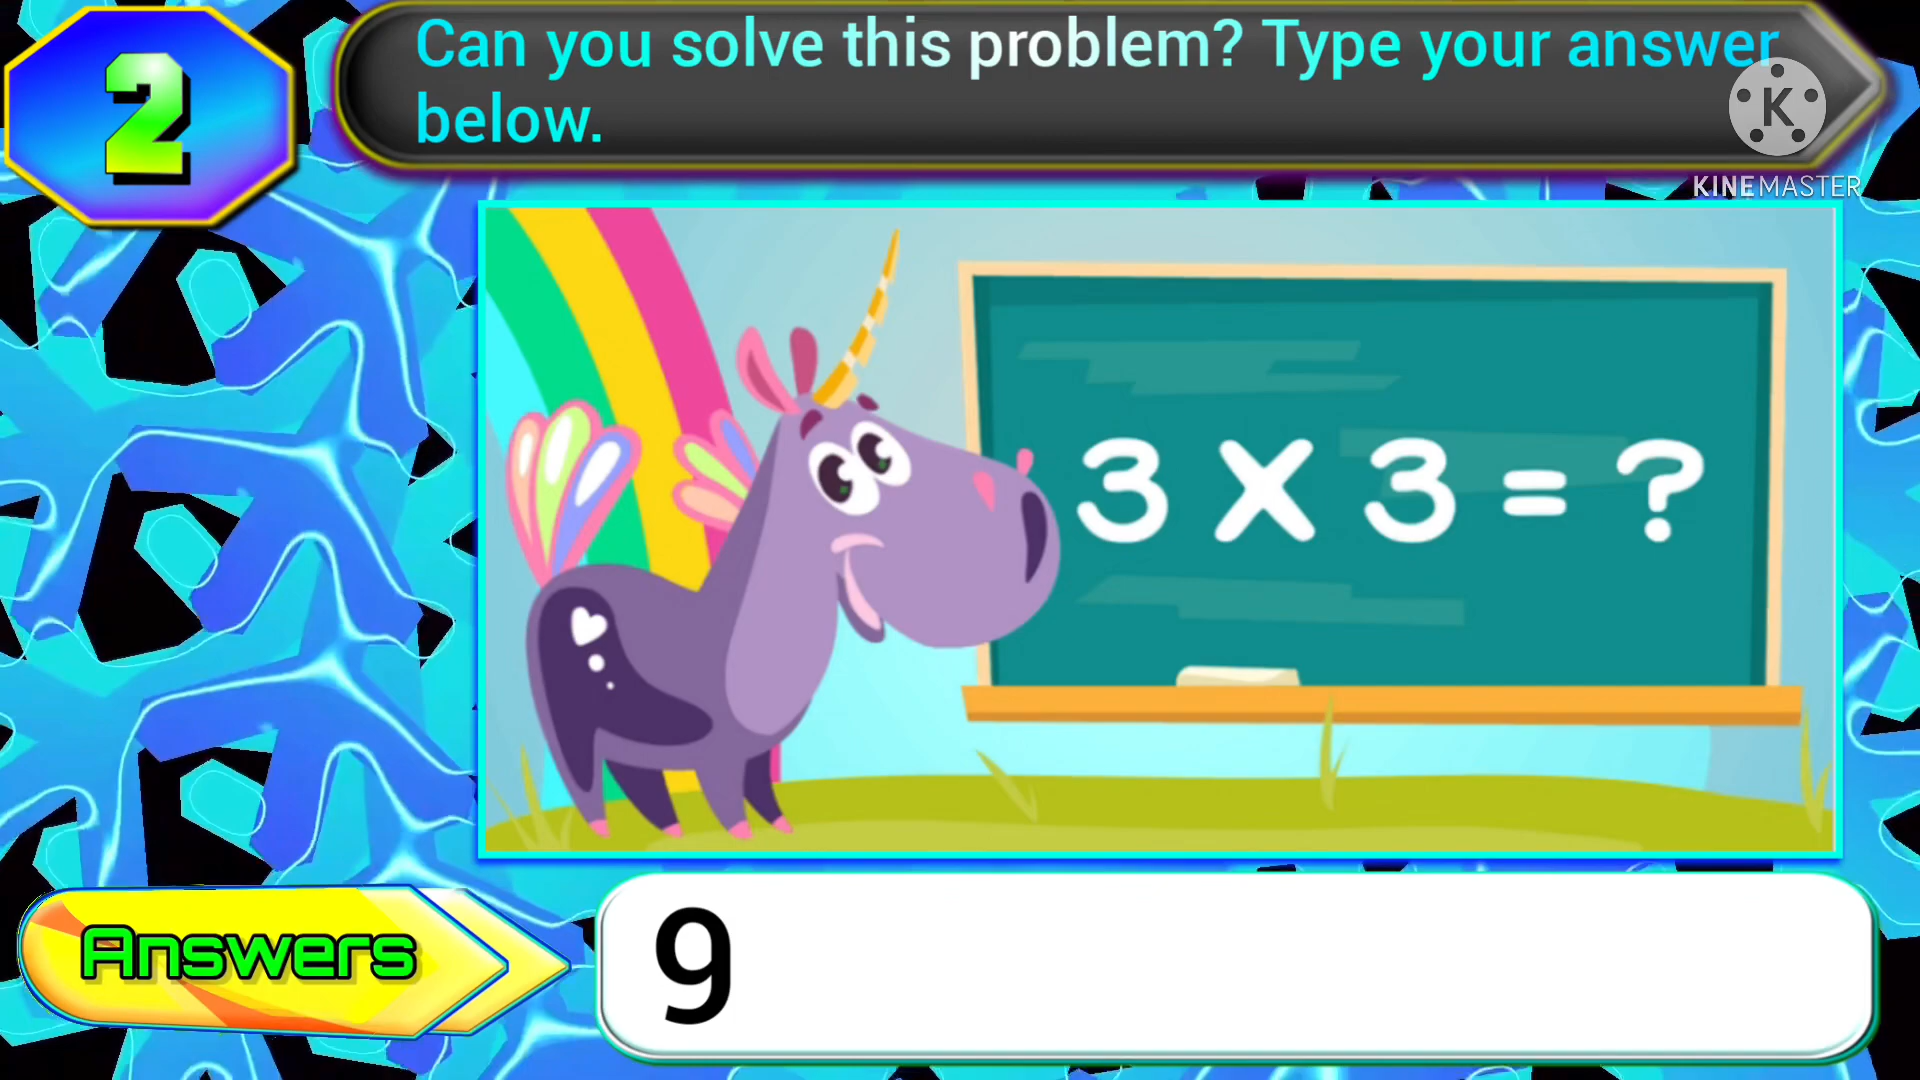 2
Can you solve this problem? Type your answer
below.
K
KINEMASTER
3 x 3 = ?
Answers
9